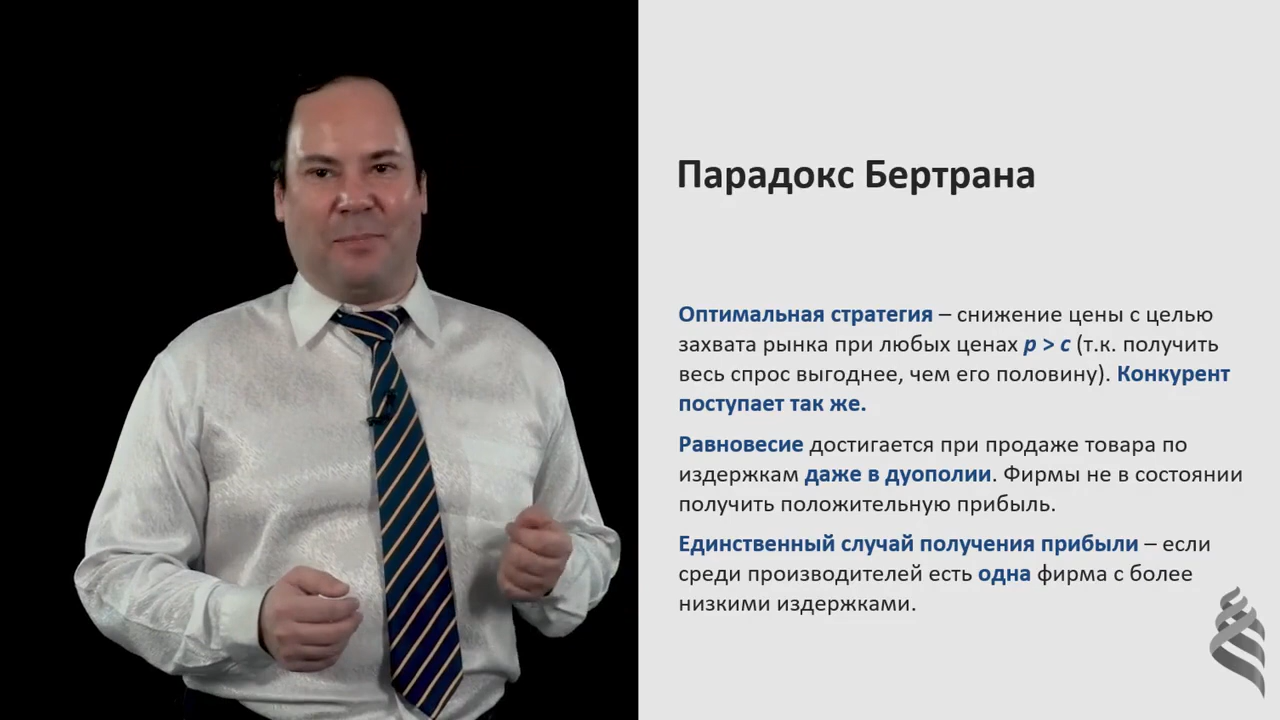 Парадокс Бертрана
Оптимальная стратегия – снижение цены с целью
захвата рынка при любых ценах p > c (т.к. получить
весь спрос выгоднее, чем его половину). Конкурент
поступает так же.
Равновесие достигается при продаже товара по
издержкам даже в дуополии. Фирмы не в состоянии
получить положительную прибыль.
Единственный случай получения прибыли – если
среди производителей есть одна фирма с более
низкими издержками.